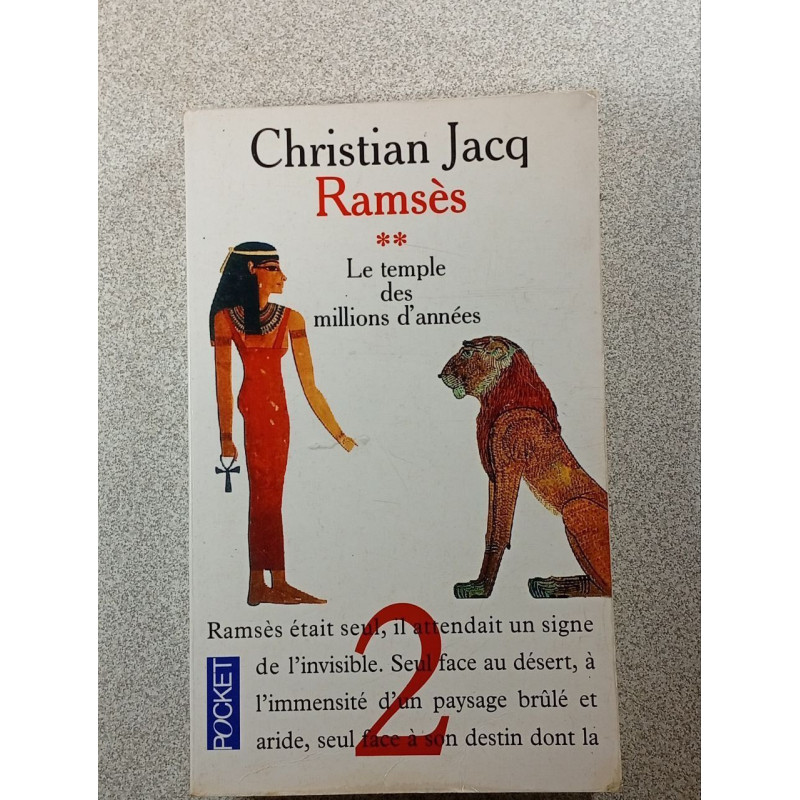 Christian Jacq
Ramsès
**
Le temple
des
millions d'années
2
Ramsès était seul, il attendait un signe
de l'invisible. Seul face au désert, à
l'immensité d'un paysage brûlé et
aride, seul face à son destin dont la
POCKET